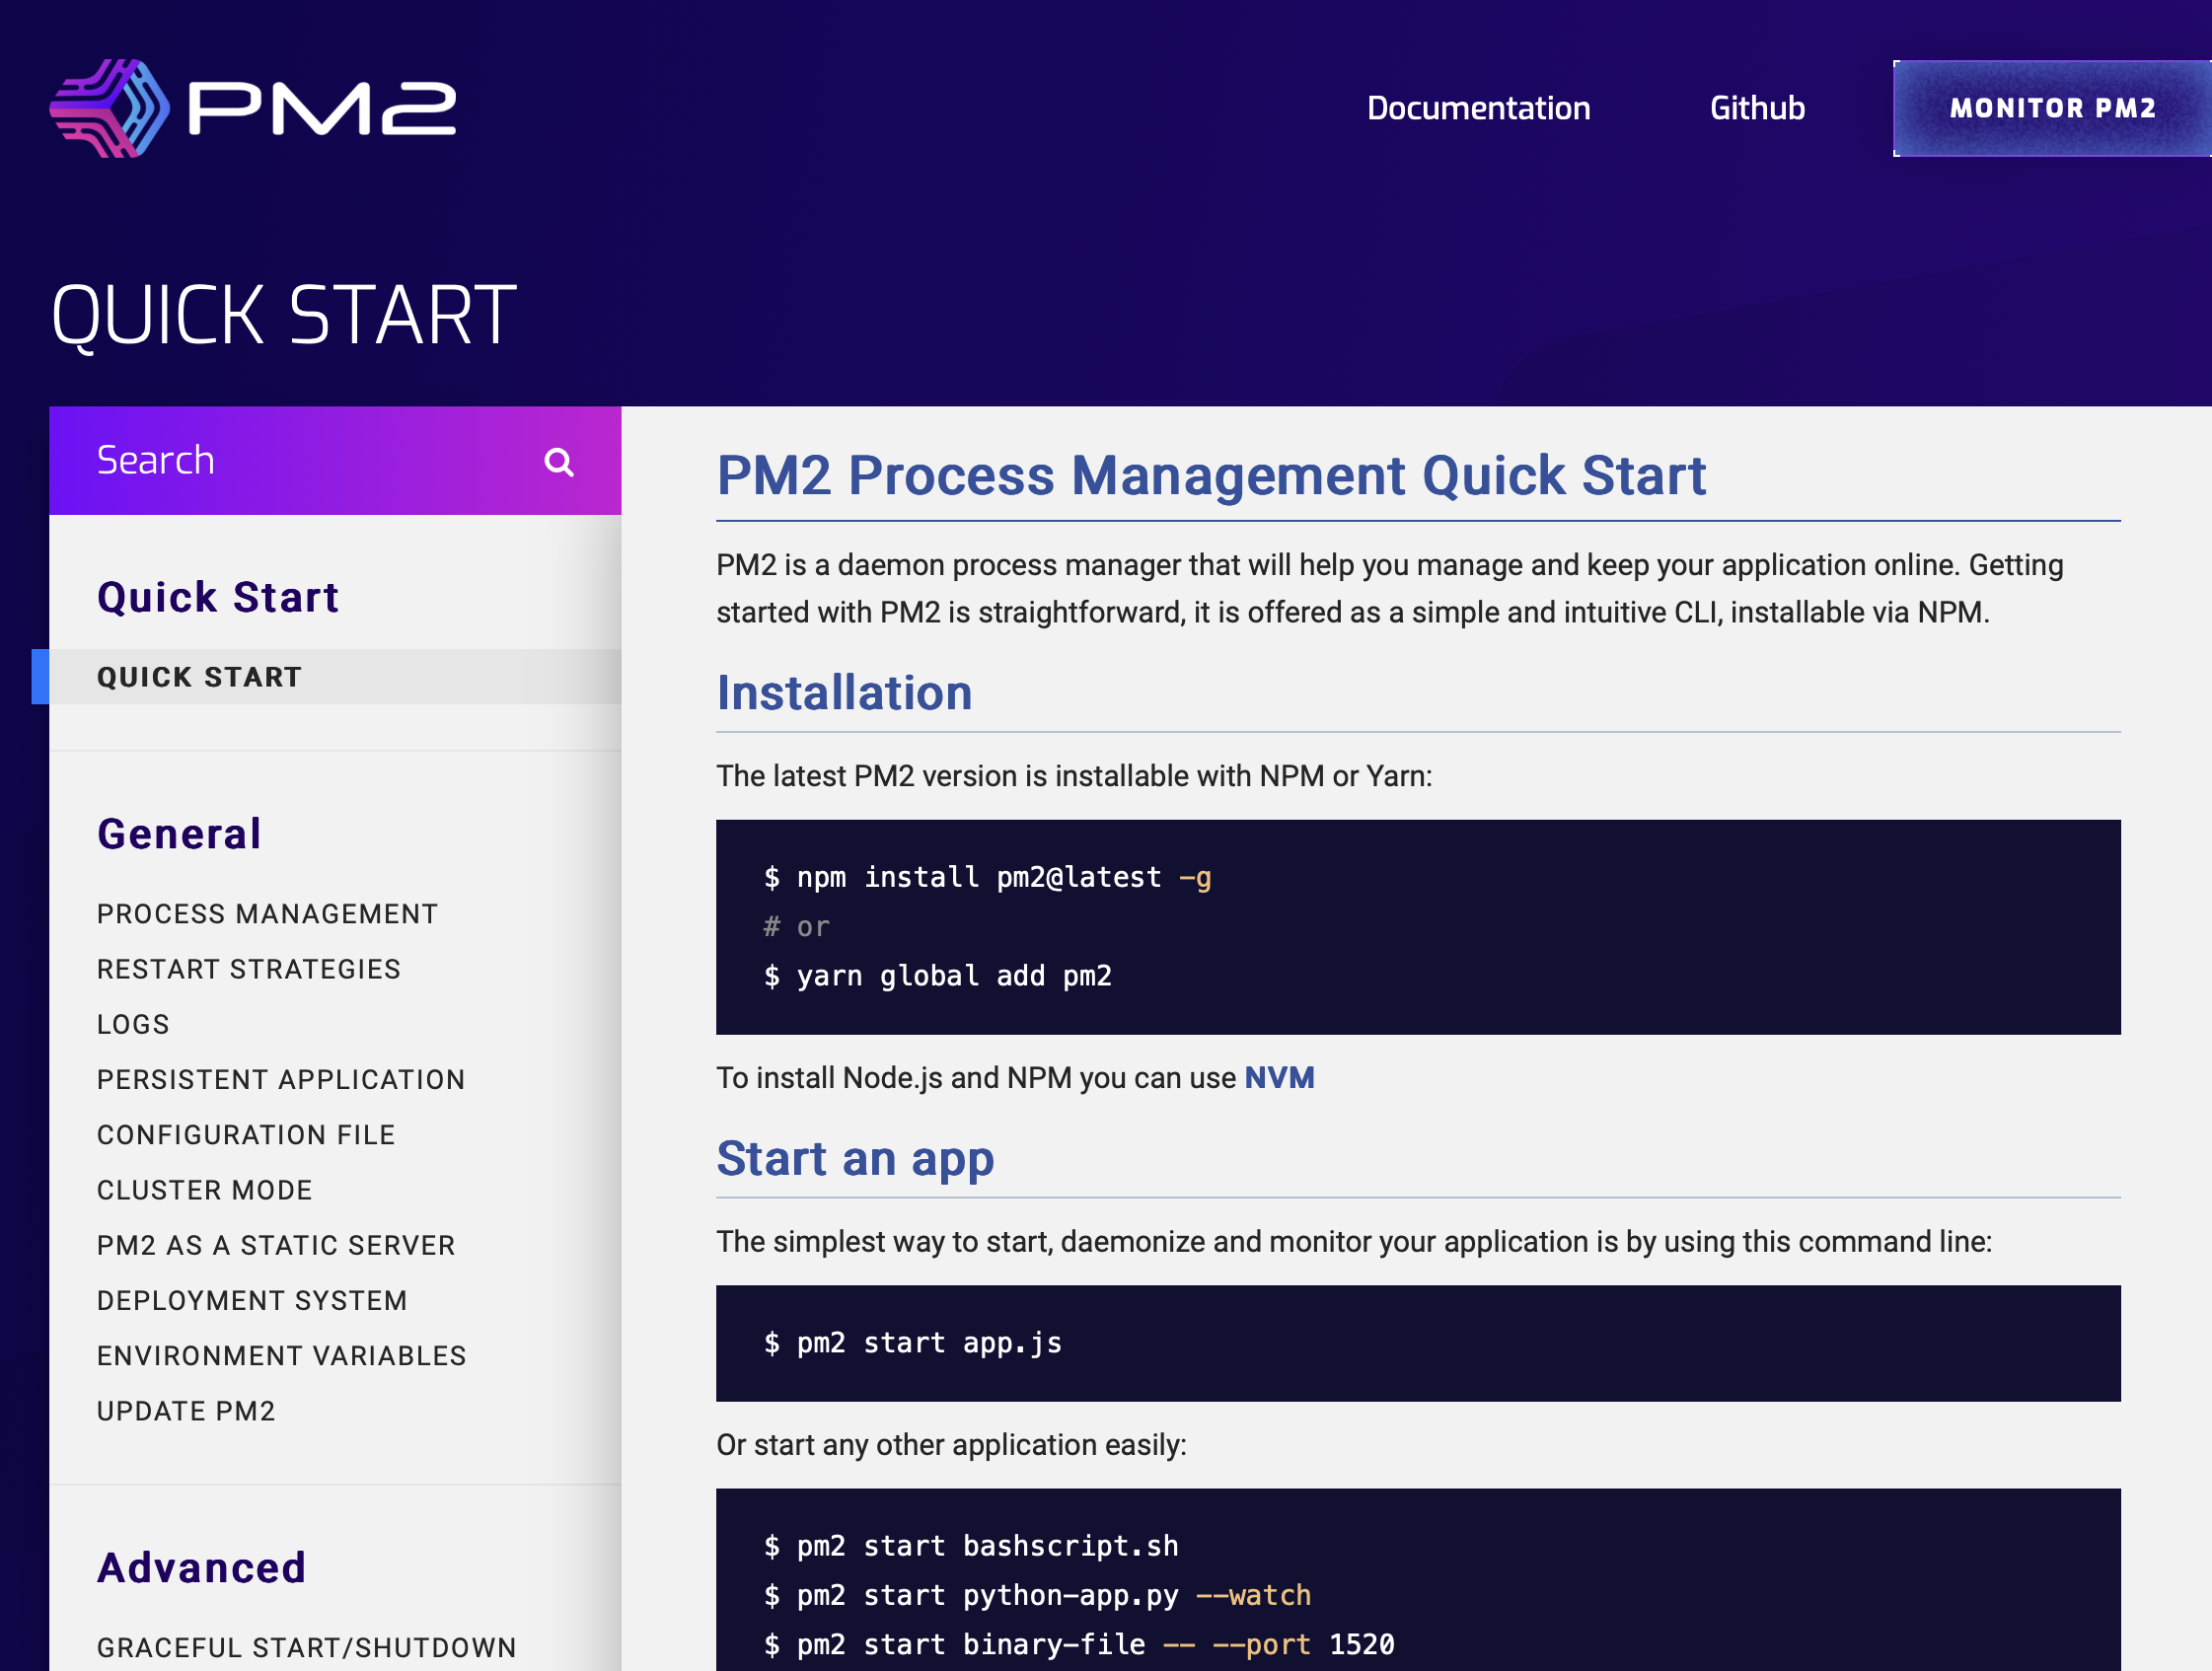 PM2
Documentation
Github
MONITOR PM2
QUICK START
Search
Quick Start
QUICK START
General
PROCESS MANAGEMENT
RESTART STRATEGIES
LOGS
PERSISTENT APPLICATION
CONFIGURATION FILE
CLUSTER MODE
PM2 AS A STATIC SERVER
DEPLOYMENT SYSTEM
ENVIRONMENT VARIABLES
UPDATE PM2
Advanced
GRACEFUL START/SHUTDOWN
PM2 Process Management Quick Start
PM2 is a daemon process manager that will help you manage and keep your application online. Getting
started with PM2 is straightforward, it is offered as a simple and intuitive CLI, installable via NPM.
Installation
The latest PM2 version is installable with NPM or Yarn:
$ npm install pm2@latest -g
# or
$ yarn global add pm2
To install Node.js and NPM you can use NVM
Start an app
The simplest way to start, daemonize and monitor your application is by using this command line:
$ pm2 start app.js
Or start any other application easily:
$ pm2 start bashscript.sh
$ pm2 start python-app.py --watch
$ pm2 start binary-file -- --port 1520